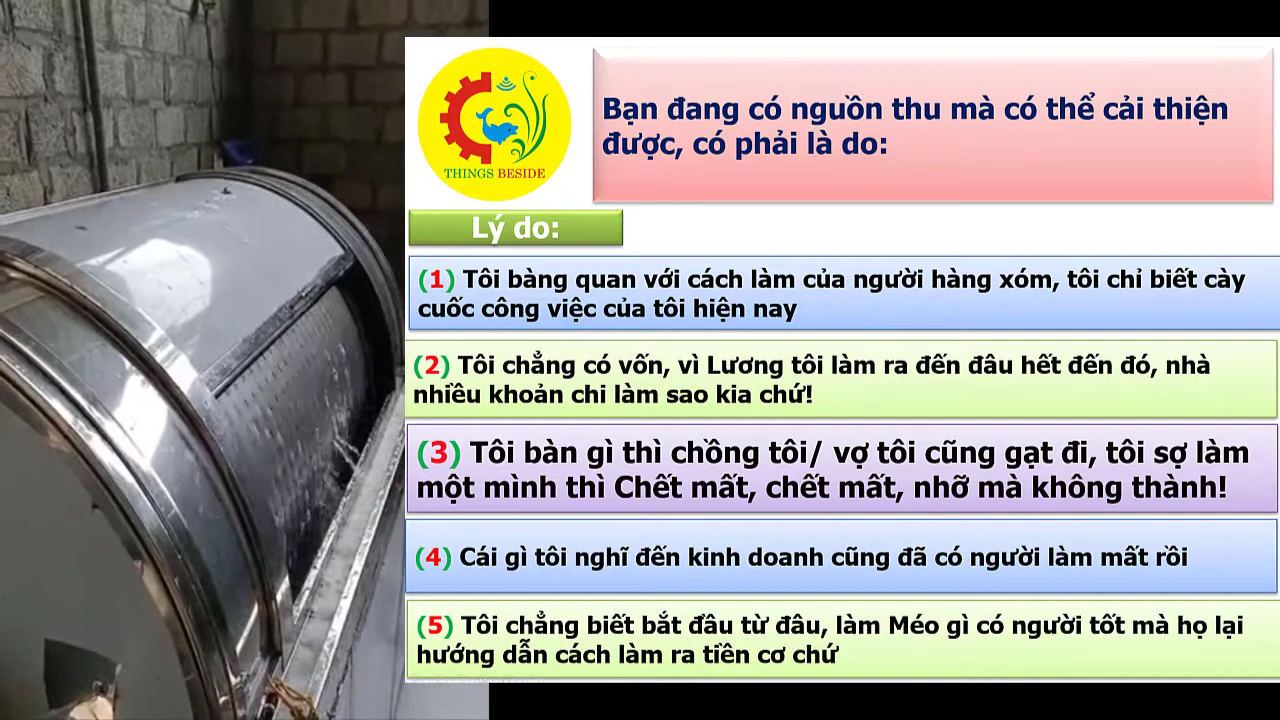 THINGS BESIDE
Bạn đang có nguồn thu mà có thể cải thiện
được, có phải là do:
Lý do:
(1) Tôi bàng quan với cách làm của người hàng xóm, tôi chỉ biết cày
cuốc công việc của tôi hiện nay
(2) Tôi chẳng có vốn, vì Lương tôi làm ra đến đâu hết đến đó, nhà
nhiều khoản chi làm sao kia chứ!
(3) Tôi bàn gì thì chồng tôi/ vợ tôi cũng gạt đi, tôi sợ làm
một mình thì Chết mất, chết mất, nhỡ mà không thành!
(4) Cái gì tôi nghĩ đến kinh doanh cũng đã có người làm mất rồi
(5) Tôi chẳng biết bắt đầu từ đâu, làm Méo gì có người tốt mà họ lại
hướng dẫn cách làm ra tiền cơ chứ